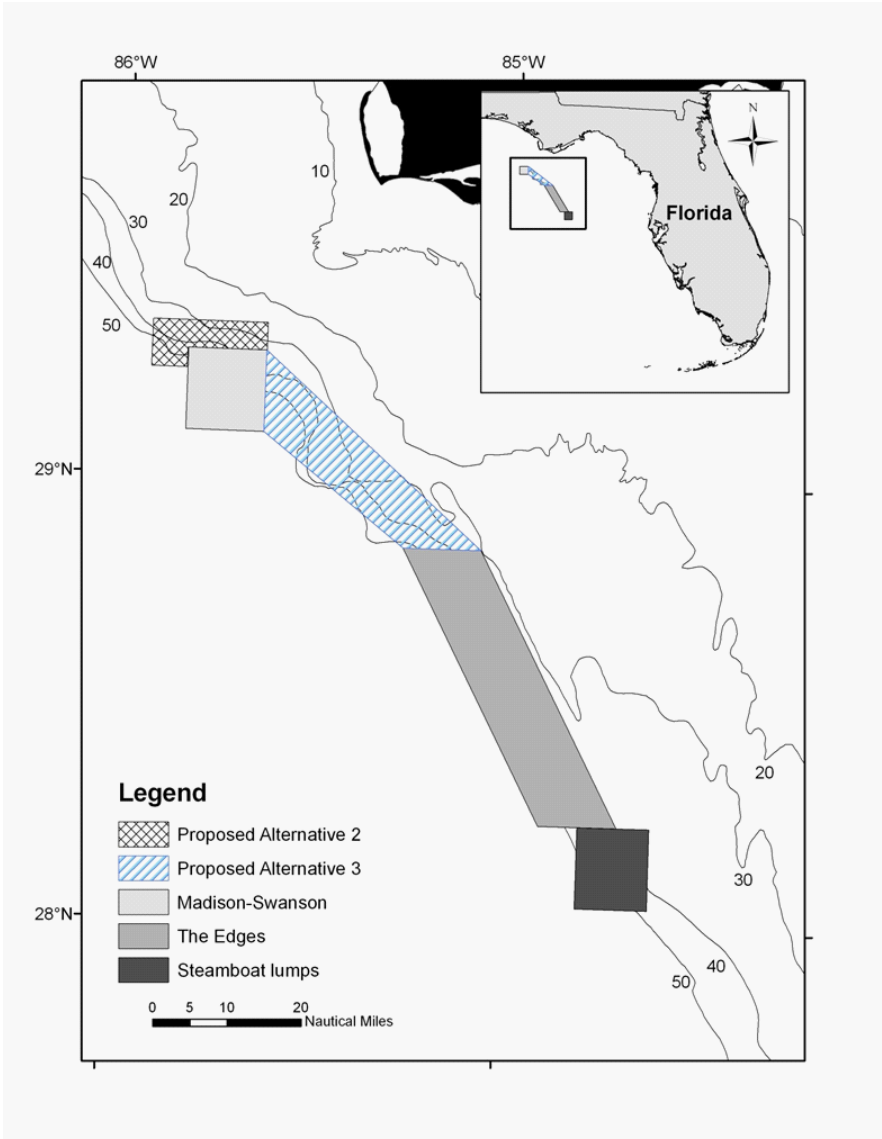 86°W
85°W
N
10
20
30
Florida
40
50
29°N
Legend
20
Proposed Alternative 2
Proposed Alternative 3
30
Madison-Swanson
28°N
The Edges
40
Steamboat lumps
50
0 5 10 20
Nautical Miles